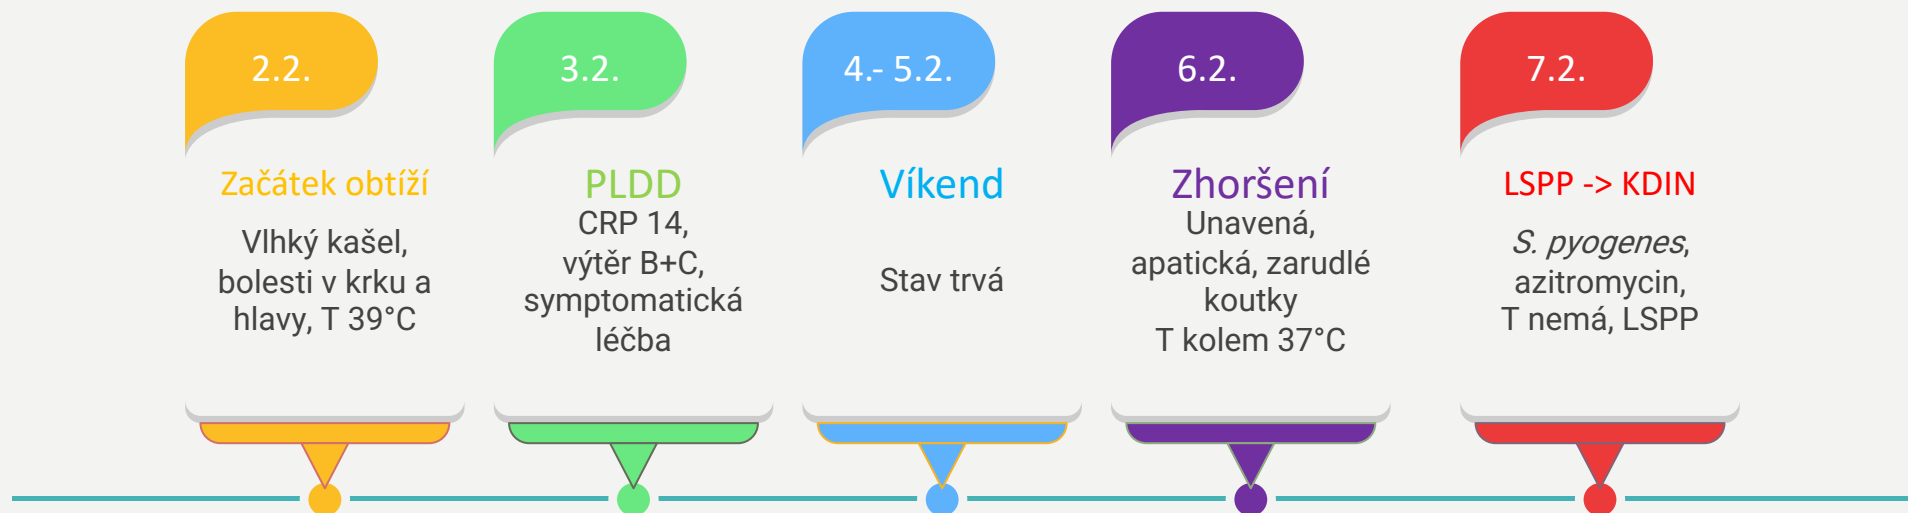 2.2.
Začátek obtíží
Vlhký kašel,
bolesti v krku a
hlavy, T 39°C
3.2.
PLDD
CRP 14,
výtěr B+C,
symptomatická
léčba
4.- 5.2.
Víkend
Stav trvá
6.2.
Zhoršení
Unavená,
apatická, zarudlé
koutky
T kolem 37°C
7.2.
LSPP -> KDIN
S. pyogenes,
azitromycin,
T nemá, LSPP